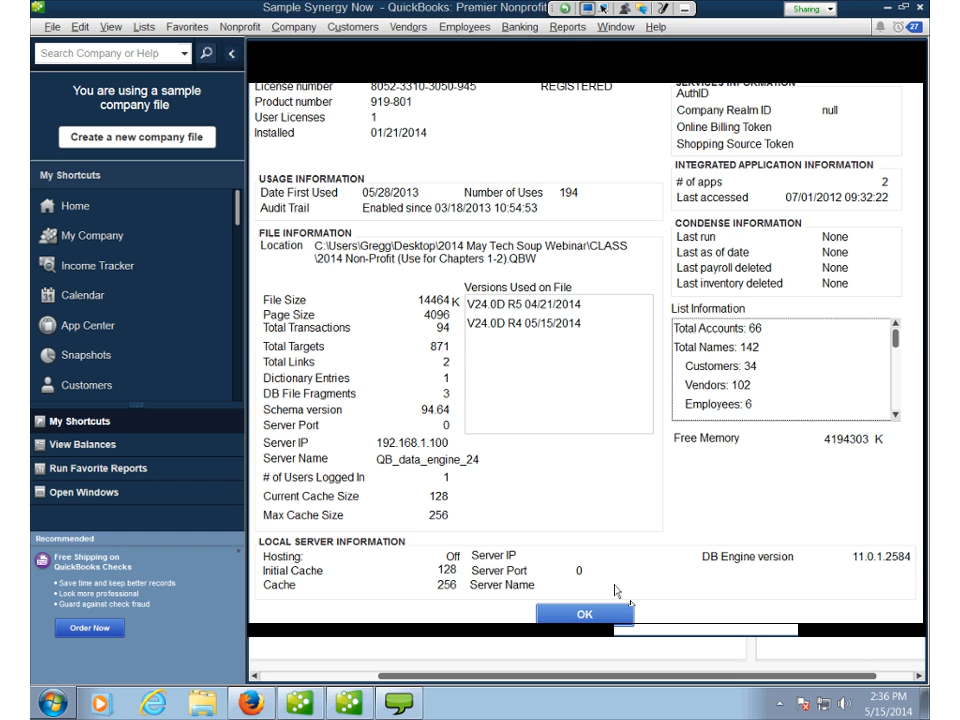 Sample Synergy Now - QuickBooks: Premier Nonprofit
Sharing
File Edit View Lists Favorites Nonprofit Company Customers Vendors Employees Banking Reports Window Help
27
Search Company or Help
You are using a sample
company file
Create a new company file
My Shortcuts
Home
My Company
Income Tracker
Calendar
App Center
Snapshots
Customers
My Shortcuts
View Balances
Run Favorite Reports
Open Windows
Recommended
Free Shipping on
QuickBooks Checks
• Save time and keep better records
• Look more professional
• Guard against check fraud
Order Now
License number 8052-3310-3050-945 REGISTERED
Product number 919-801
User Licenses 1
Installed 01/21/2014
USAGE INFORMATION
Date First Used 05/28/2013 Number of Uses 194
Audit Trail Enabled since 03/18/2013 10:54:53
FILE INFORMATION
Location C:\Users\Gregg\Desktop\2014 May Tech Soup Webinar\CLASS
\2014 Non-Profit (Use for Chapters 1-2).QBW
Versions Used on File
V24.0D R5 04/21/2014
V24.0D R4 05/15/2014
File Size 14464 K
Page Size 4096
Total Transactions 94
Total Targets 871
Total Links 2
Dictionary Entries 1
DB File Fragments 3
Schema version 94.64
Server Port 0
Server IP 192.168.1.100
Server Name QB_data_engine_24
# of Users Logged In 1
Current Cache Size 128
Max Cache Size 256
LOCAL SERVER INFORMATION
Hosting: Off Server IP DB Engine version 11.0.1.2584
Initial Cache 128 Server Port 0
Cache 256 Server Name
SERVICES INFORMATION
AuthID
Company Realm ID null
Online Billing Token
Shopping Source Token
INTEGRATED APPLICATION INFORMATION
# of apps 2
Last accessed 07/01/2012 09:32:22
CONDENSE INFORMATION
Last run None
Last as of date None
Last payroll deleted None
Last inventory deleted None
List Information
Total Accounts: 66
Total Names: 142
Customers: 34
Vendors: 102
Employees: 6
Free Memory 4194303 K
OK
2:36 PM
5/15/2014